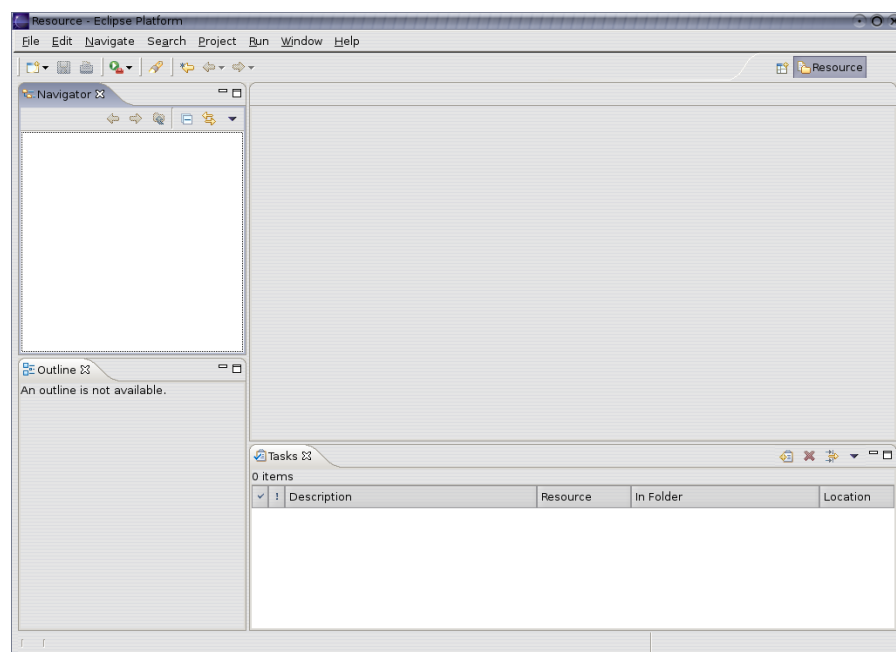 Resource - Eclipse Platform
File Edit Navigate Search Project Run Window Help
Resource
Navigator
Outline
An outline is not available.
Tasks
0 items
! Description Resource In Folder Location